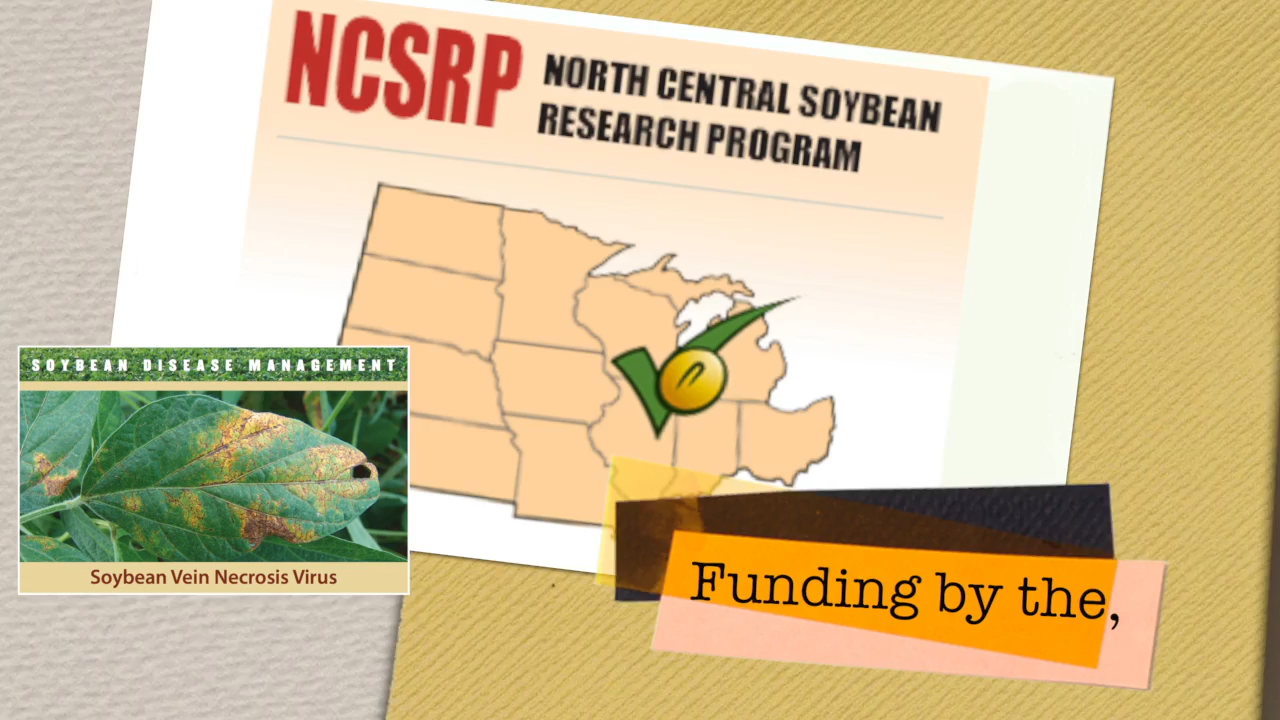 NCSRP
NORTH CENTRAL SOYBEAN
RESEARCH PROGRAM
SOYBEAN DISEASE MANAGEMENT
Soybean Vein Necrosis Virus
Funding by the,